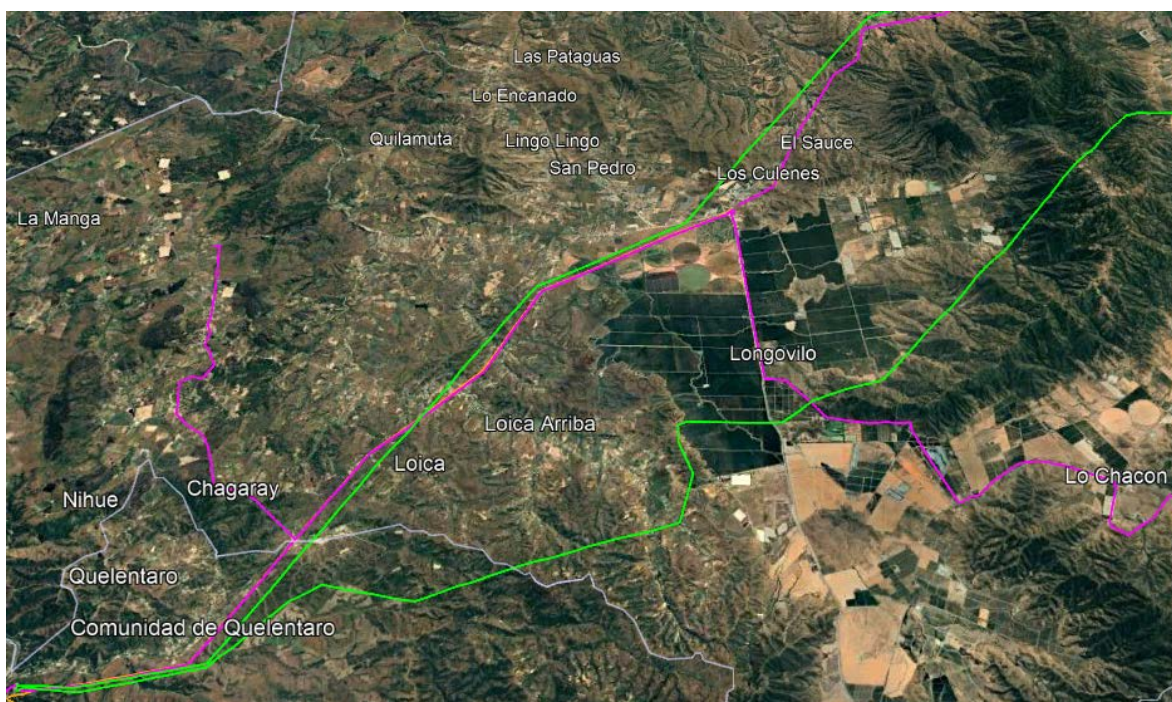 Las Pataguas
Lo Encanado
Quilamuta
Lingo Lingo
El Sauce
San Pedro
Los Culenes
La Manga
Longovilo
Loica Arriba
Loica
Lo Chacon
Nihue
Chagaray
Quelentaro
Comunidad de Quelentaro